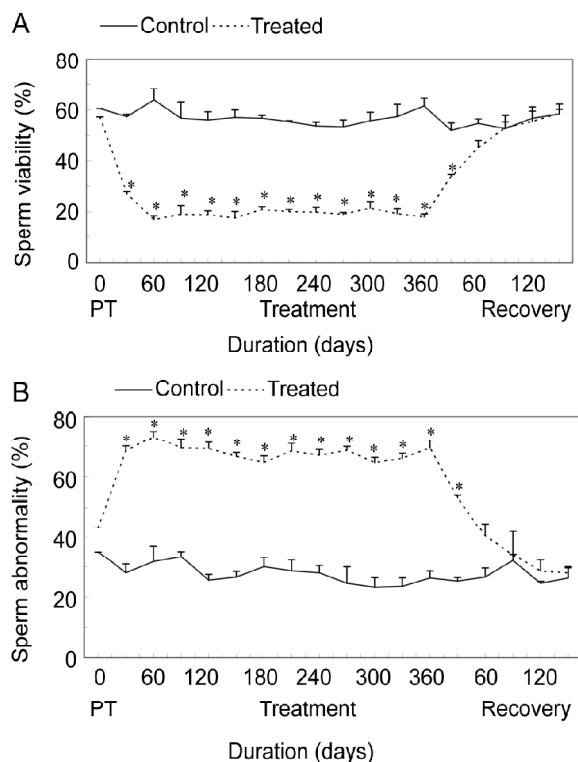 A
Control Treated
80
60
40
20
0
Sperm viability (%)
* * * * * * * * * * * * *
0 60 120 180 240 300 360 60 120
PT Treatment Recovery
Duration (days)
B
Control Treated
80
60
40
20
0
Sperm abnormality (%)
* * * * * * * * * * * * *
0 60 120 180 240 300 360 60 120
PT Treatment Recovery
Duration (days)